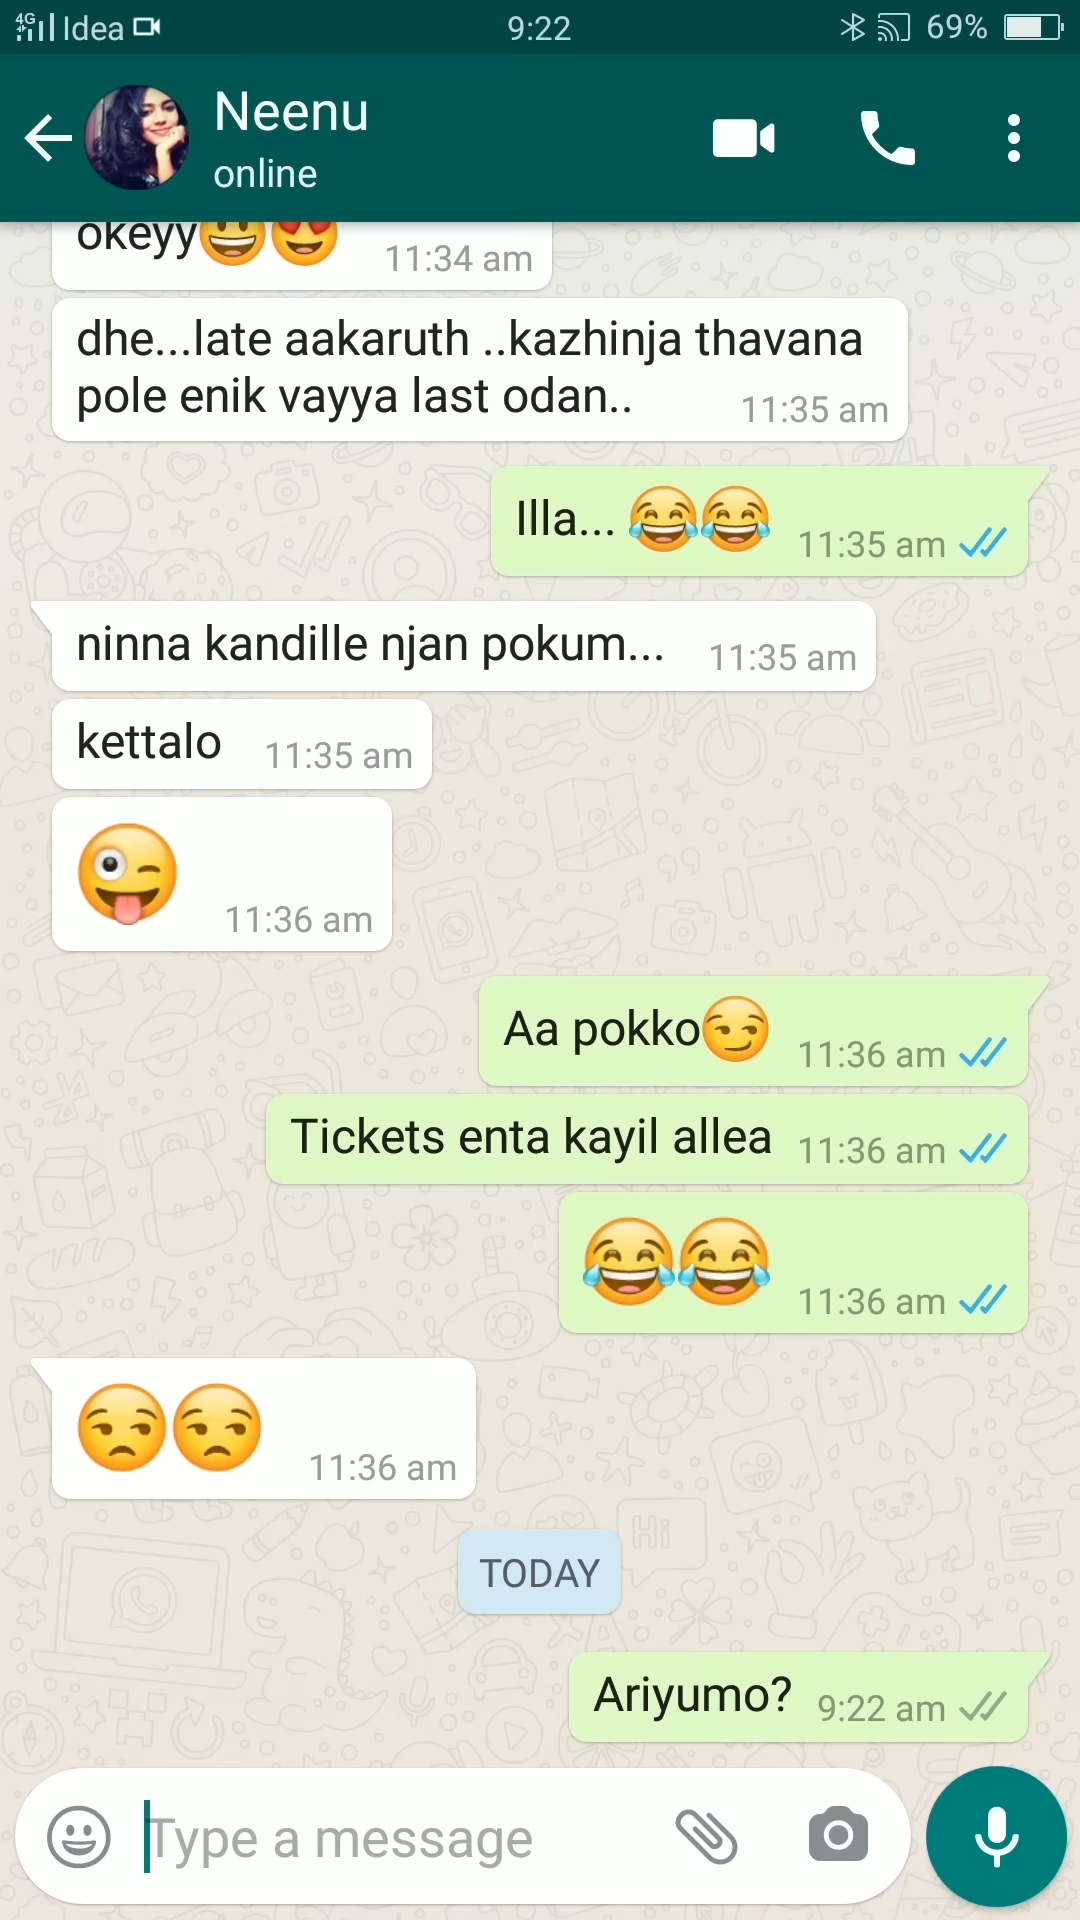 4G Idea 9:22 69%
Neenu
online
okeyy😃😍 11:34 am
dhe...late aakaruth ..kazhinja thavana
pole enik vayya last odan.. 11:35 am
Illa... 😂😂 11:35 am
ninna kandille njan pokum... 11:35 am
kettalo 11:35 am
😜 11:36 am
Aa pokko😏 11:36 am
Tickets enta kayil allea 11:36 am
😂😂 11:36 am
😒😒 11:36 am
TODAY
Ariyumo? 9:22 am
Type a message